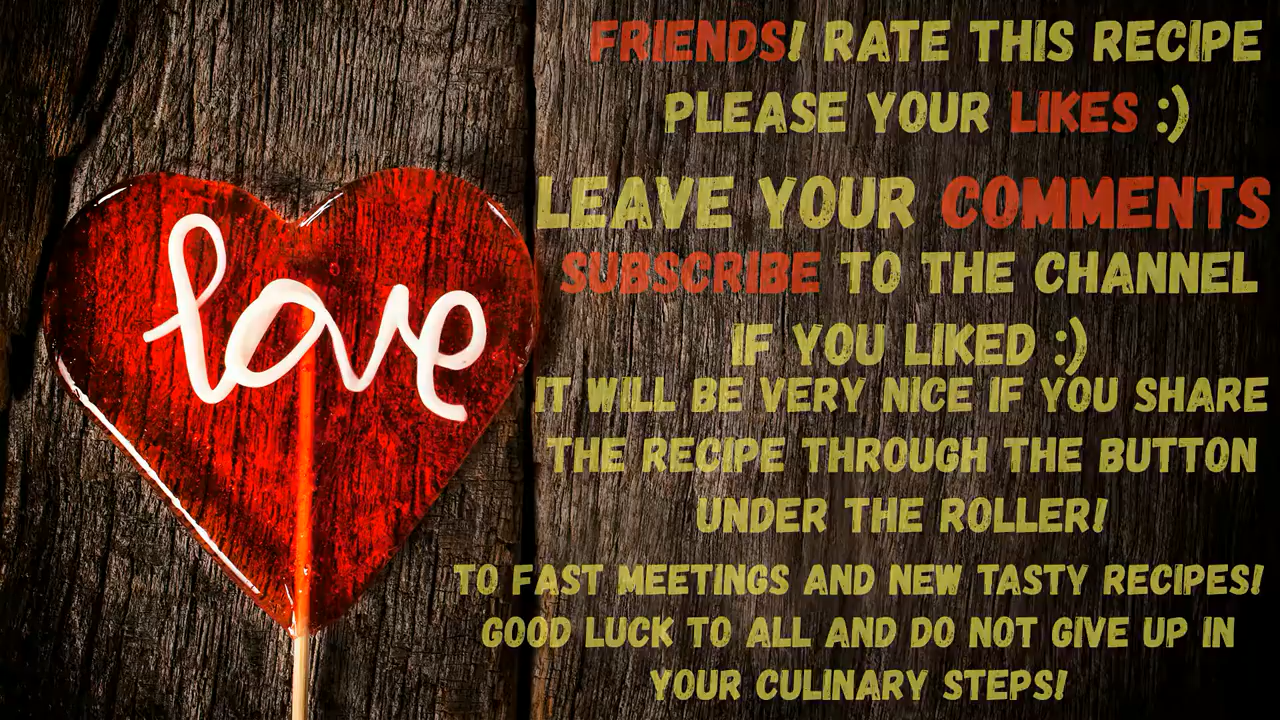 love
FRIENDS! RATE THIS RECIPE
PLEASE YOUR LIKES :)
LEAVE YOUR COMMENTS
SUBSCRIBE TO THE CHANNEL
IF YOU LIKED :)
IT WILL BE VERY NICE IF YOU SHARE
THE RECIPE THROUGH THE BUTTON
UNDER THE ROLLER!
TO FAST MEETINGS AND NEW TASTY RECIPES!
GOOD LUCK TO ALL AND DO NOT GIVE UP IN
YOUR CULINARY STEPS!